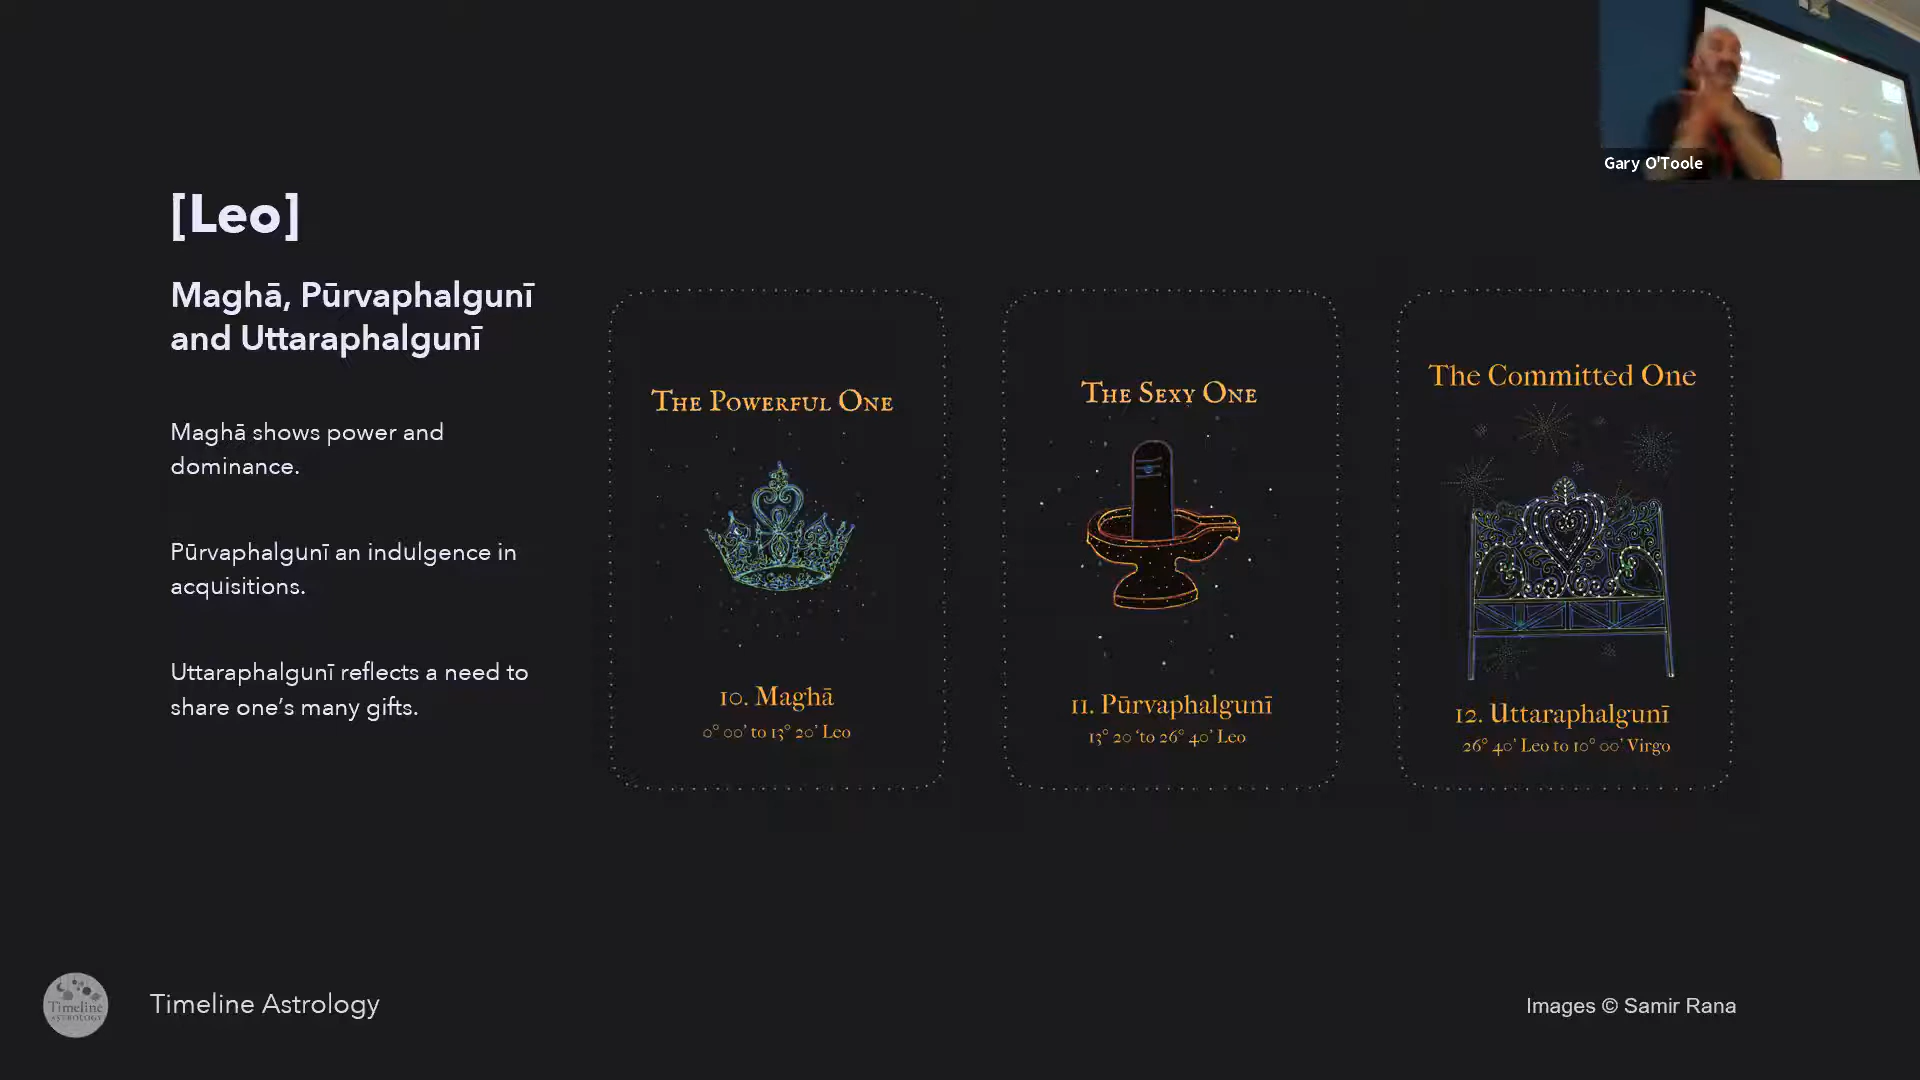 Gary O'Toole
[Leo]
Maghā, Pūrvaphalgunī
and Uttaraphalgunī
Maghā shows power and
dominance.
Pūrvaphalgunī an indulgence in
acquisitions.
Uttaraphalgunī reflects a need to
share one’s many gifts.
The Powerful One
10. Maghā
0° 00’ to 13° 20’ Leo
The Sexy One
11. Pūrvaphalgunī
13° 20 ‘to 26° 40’ Leo
The Committed One
12. Uttaraphalgunī
26° 40’ Leo to 10° 00’ Virgo
Timeline
ASTROLOGY
Timeline Astrology
Images © Samir Rana